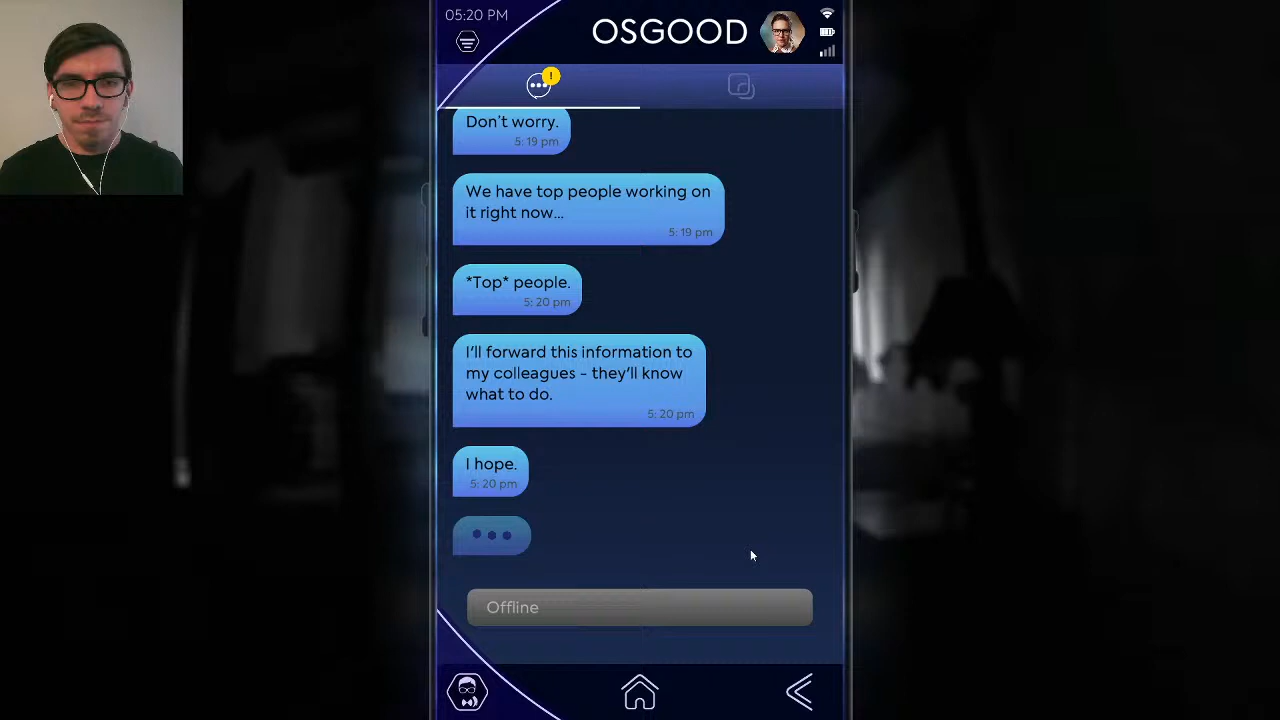 05:20 PM
OSGOOD
!
Don't worry.
5:19 pm
We have top people working on
it right now...
5:19 pm
*Top* people.
5:20 pm
I'll forward this information to
my colleagues - they'll know
what to do.
5:20 pm
I hope.
5:20 pm
Offline